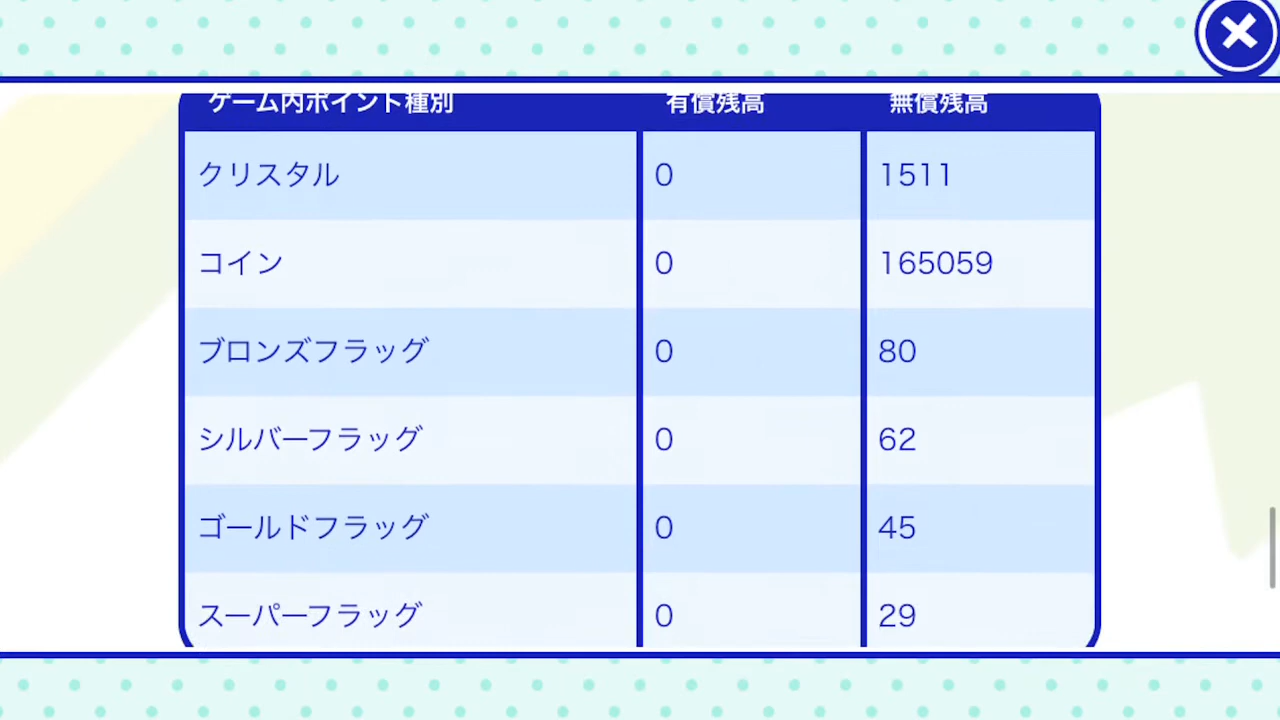 ゲーム内ポイント種別 有償残高 無償残高
クリスタル 0 1511
コイン 0 165059
ブロンズフラッグ 0 80
シルバーフラッグ 0 62
ゴールドフラッグ 0 45
スーパーフラッグ 0 29